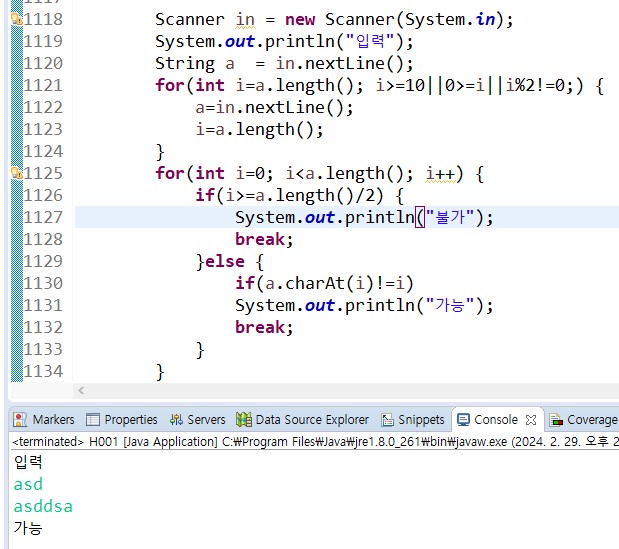 1118 Scanner in = new Scanner(System.in);
1119 System.out.println("입력");
1120 String a  = in.nextLine();
1121 for(int i=a.length(); i>=10||0>=i||i%2!=0;) {
1122 a=in.nextLine();
1123 i=a.length();
1124 }
1125 for(int i=0; i<a.length(); i++) {
1126 if(i>=a.length()/2) {
1127 System.out.println("불가");
1128 break;
1129 }else {
1130 if(a.charAt(i)!=i)
1131 System.out.println("가능");
1132 break;
1133 }
1134 }
Markers Properties Servers Data Source Explorer Snippets Console Coverage
<terminated> H001 [Java Application] C:₩Program Files₩Java₩jre1.8.0_261₩bin₩javaw.exe (2024. 2. 29. 오후 2
입력
asd
asddsa
가능